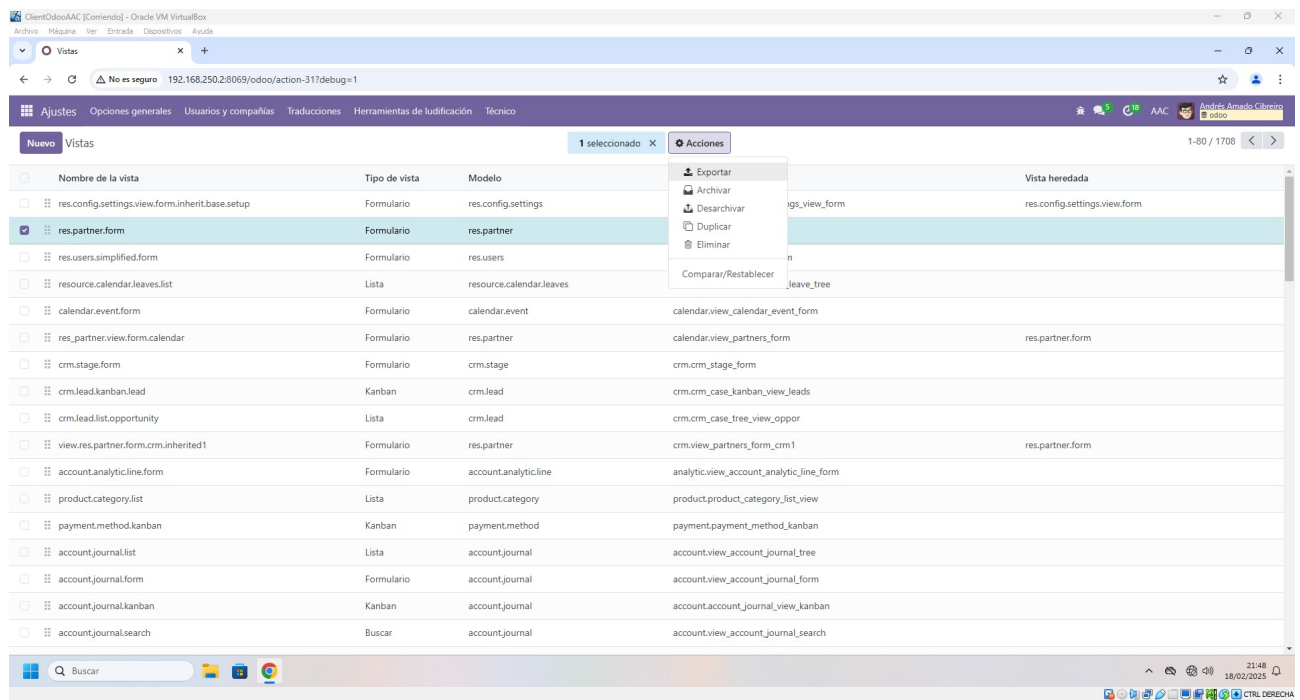 ClientOdooAAC [Corriendo] - Oracle VM VirtualBox
Archivo Máquina Ver Entrada Dispositivos Ayuda
Vistas
No es seguro 192.168.250.2:8069/odoo/action-31?debug=1
Ajustes Opciones generales Usuarios y compañías Traducciones Herramientas de ludificación Técnico 5 18 AAC Andrés Amado Cibreiro
odoo
Nuevo Vistas 1 seleccionado Acciones 1-80 / 1708
Exportar
Archivar
Desarchivar
Duplicar
Eliminar
Comparar/Restablecer
Nombre de la vista Tipo de vista Modelo Vista heredada
res.config.settings.view.form.inherit.base.setup Formulario res.config.settings gs_view_form res.config.settings.view.form
res.partner.form Formulario res.partner
res.users.simplified.form Formulario res.users
resource.calendar.leaves.list Lista resource.calendar.leaves leave_tree
calendar.event.form Formulario calendar.event calendar.view_calendar_event_form
res_partner.view.form.calendar Formulario res.partner calendar.view_partners_form res.partner.form
crm.stage.form Formulario crm.stage crm.crm_stage_form
crm.lead.kanban.lead Kanban crm.lead crm.crm_case_kanban_view_leads
crm.lead.list.opportunity Lista crm.lead crm.crm_case_tree_view_oppor
view.res.partner.form.crm.inherited1 Formulario res.partner crm.view_partners_form_crm1 res.partner.form
account.analytic.line.form Formulario account.analytic.line analytic.view_account_analytic_line_form
product.category.list Lista product.category product.product_category_list_view
payment.method.kanban Kanban payment.method payment.payment_method_kanban
account.journal.list Lista account.journal account.view_account_journal_tree
account.journal.form Formulario account.journal account.view_account_journal_form
account.journal.kanban Kanban account.journal account.account_journal_view_kanban
account.journal.search Buscar account.journal account.view_account_journal_search
Buscar 21:48
18/02/2025
CTRL DERECHA